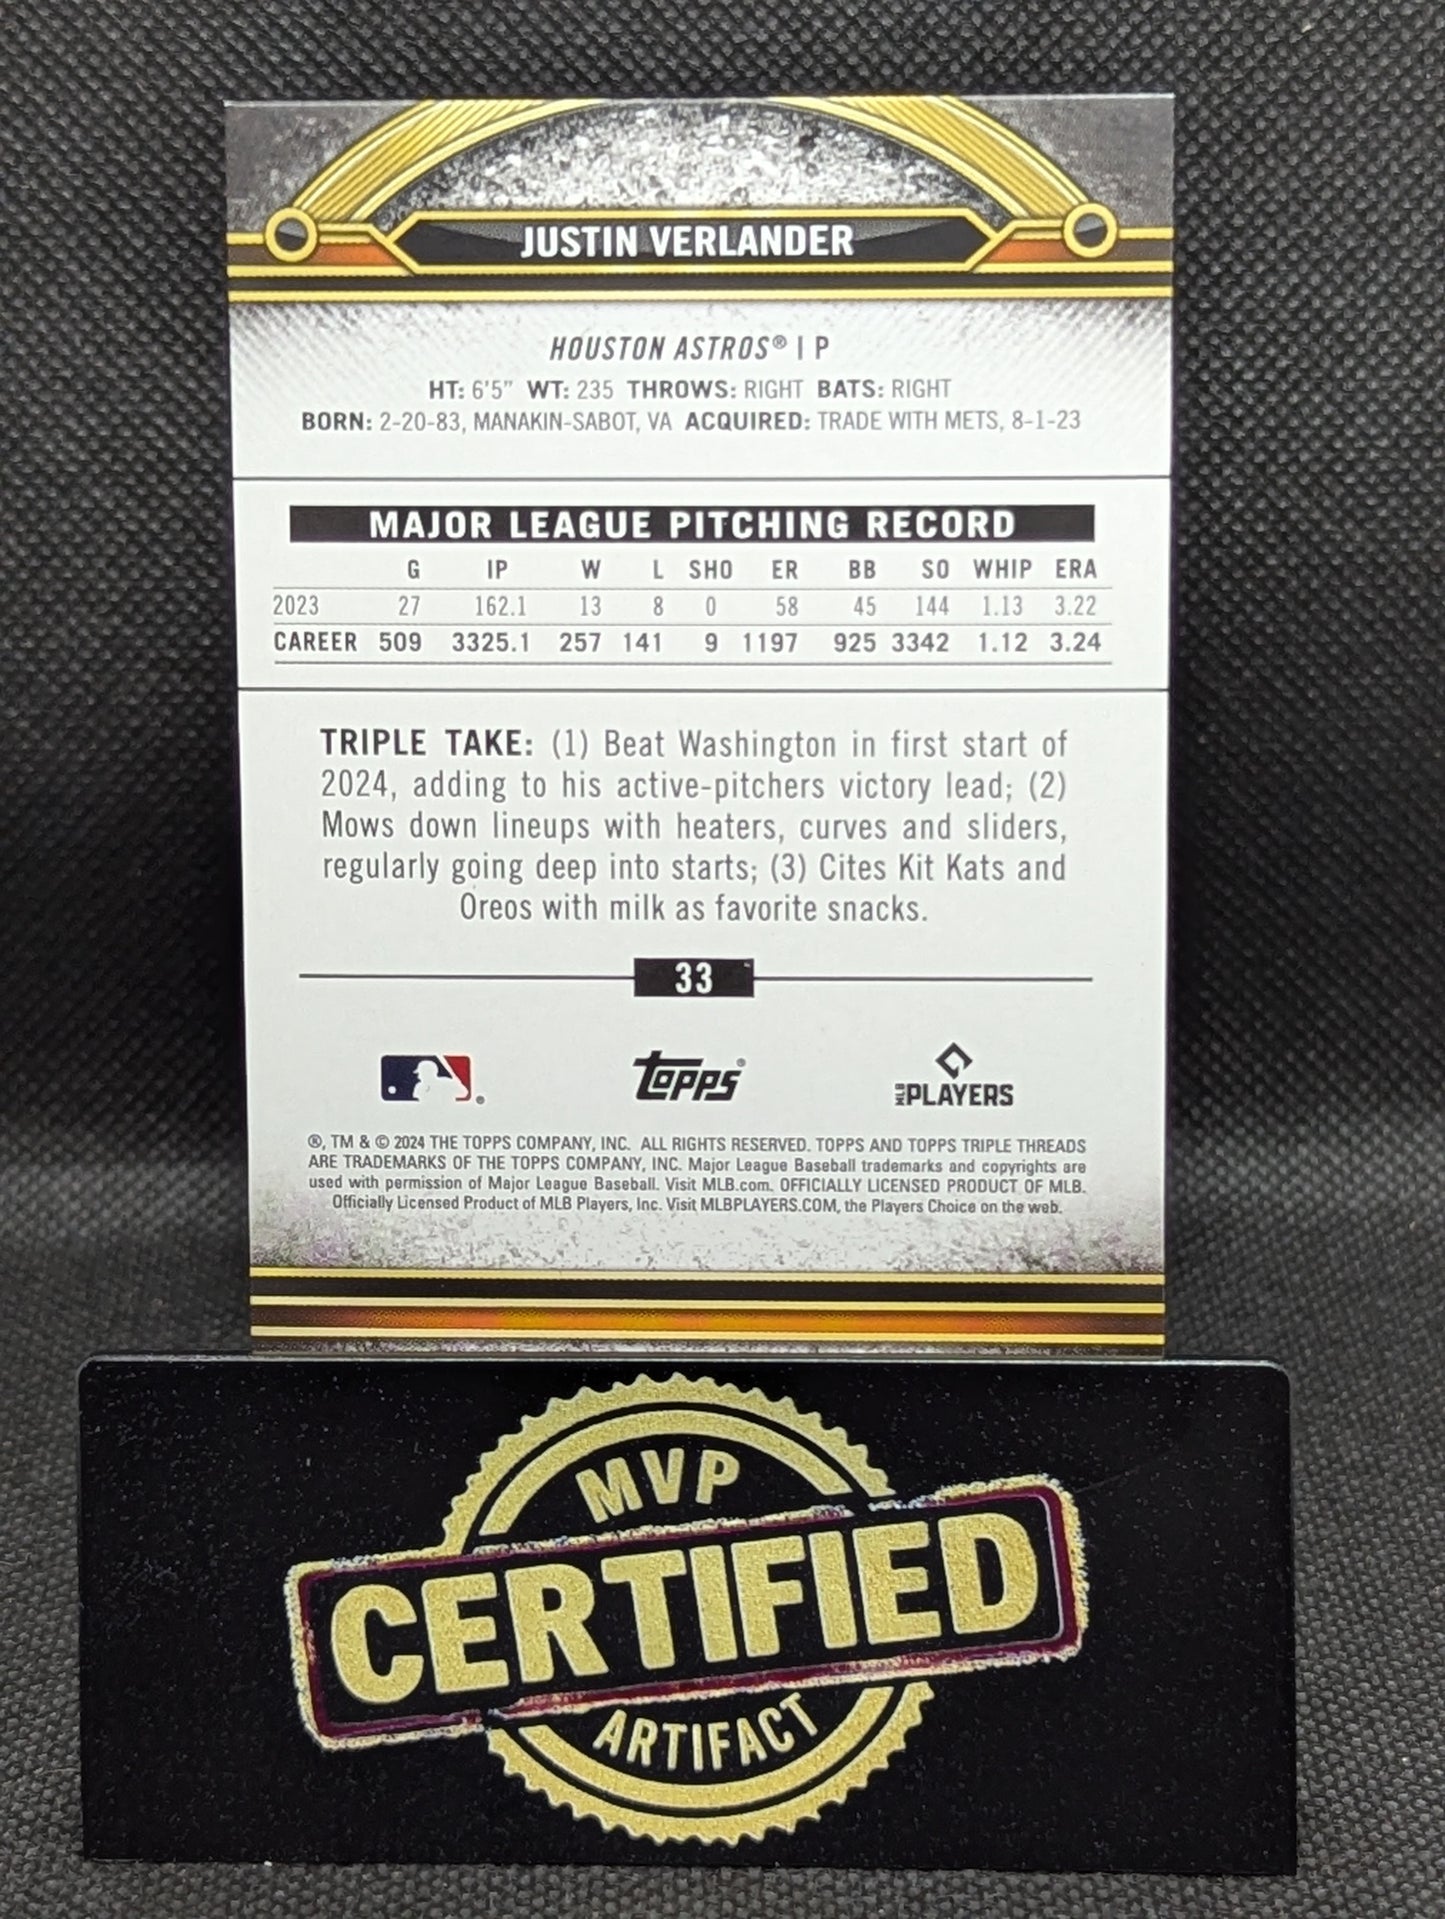 JUSTIN VERLANDER
HOUSTON ASTROS® | P
HT: 6'5" WT: 235 THROWS: RIGHT BATS: RIGHT
BORN: 2-20-83, MANAKIN-SABOT, VA ACQUIRED: TRADE WITH METS, 8-1-23
MAJOR LEAGUE PITCHING RECORD
G IP W L SHO ER BB SO WHIP ERA
2023 27 162.1 13 8 0 58 45 144 1.13 3.22
CAREER 509 3325.1 257 141 9 1197 925 3342 1.12 3.24
TRIPLE TAKE: (1) Beat Washington in first start of
2024, adding to his active-pitchers victory lead; (2)
Mows down lineups with heaters, curves and sliders,
regularly going deep into starts; (3) Cites Kit Kats and
Oreos with milk as favorite snacks.
33
®
Topps®
MLB PLAYERS
®, TM & © 2024 THE TOPPS COMPANY, INC. ALL RIGHTS RESERVED. TOPPS AND TOPPS TRIPLE THREADS
ARE TRADEMARKS OF THE TOPPS COMPANY, INC. Major League Baseball trademarks and copyrights are
used with permission of Major League Baseball. Visit MLB.com. OFFICIALLY LICENSED PRODUCT OF MLB.
Officially Licensed Product of MLB Players, Inc. Visit MLBPLAYERS.COM, the Players Choice on the web.
MVP
CERTIFIED
ARTIFACT